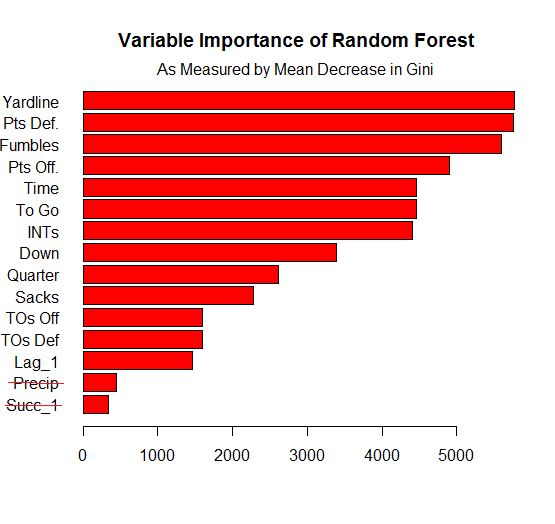 Variable Importance of Random Forest
As Measured by Mean Decrease in Gini
Yardline
Pts Def.
Fumbles
Pts Off.
Time
To Go
INTs
Down
Quarter
Sacks
TOs Off
TOs Def
Lag_1
Precip
Succ_1
0 1000 2000 3000 4000 5000